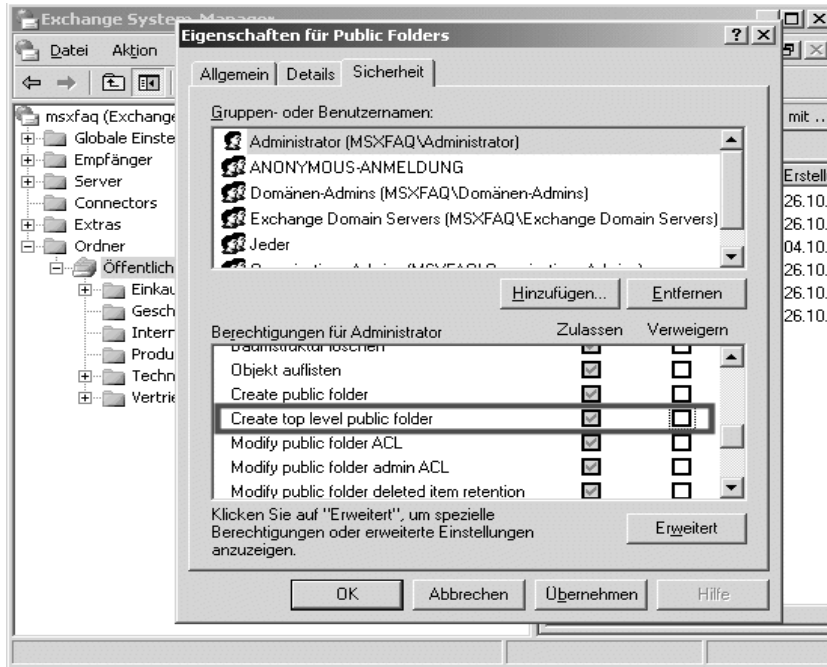 Exchange System-Manager
Datei Aktion
Eigenschaften für Public Folders
Allgemein Details Sicherheit
msxfaq (Exchange
Globale Einste
Empfänger
Server
Connectors
Extras
Ordner
Öffentlich
Einkau
Gesch
Intern
Produ
Techn
Vertrie
Gruppen- oder Benutzernamen:
Administrator (MSXFAQ\Administrator)
ANONYMOUS-ANMELDUNG
Domänen-Admins (MSXFAQ\Domänen-Admins)
Exchange Domain Servers (MSXFAQ\Exchange Domain Servers)
Jeder
Hinzufügen... Entfernen
Berechtigungen für Administrator Zulassen Verweigern
Baumstruktur löschen
Objekt auflisten
Create public folder
Create top level public folder
Modify public folder ACL
Modify public folder admin ACL
Modify public folder deleted item retention
Klicken Sie auf "Erweitert", um spezielle
Berechtigungen oder erweiterte Einstellungen
anzuzeigen.
Erweitert
OK Abbrechen Übernehmen Hilfe
mit ...
Erstell
26.10.
26.10.
04.10.
26.10.
26.10.
26.10.